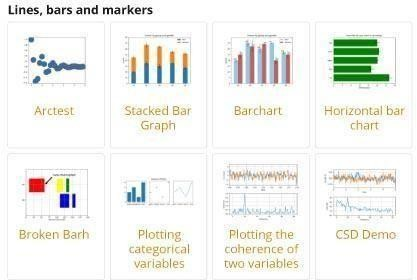 Lines, bars and markers
Arctest
Stacked Bar
Graph
Barchart
Horizontal bar
chart
Broken Barh
Plotting
categorical
variables
Plotting the
coherence of
two variables
CSD Demo